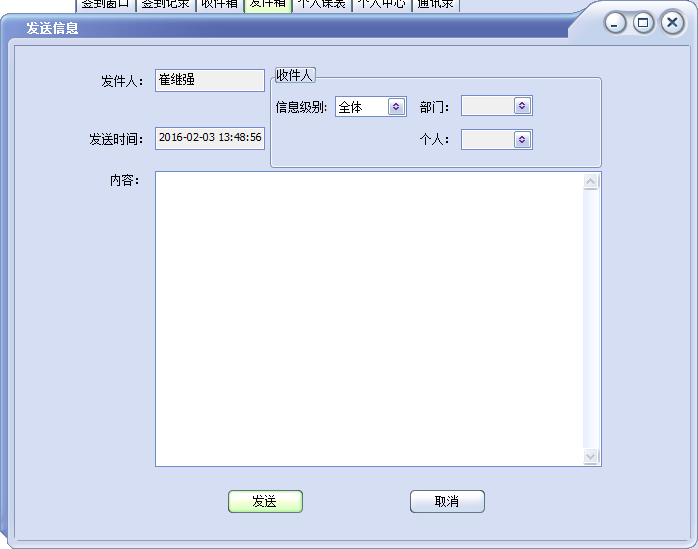 签到窗口 签到记录 收件箱 发件箱 个人课表 个人中心 通讯录
发送信息
发件人: 崔继强
收件人
信息级别: 全体 部门:
发送时间: 2016-02-03 13:48:56
个人:
内容:
发送 取消